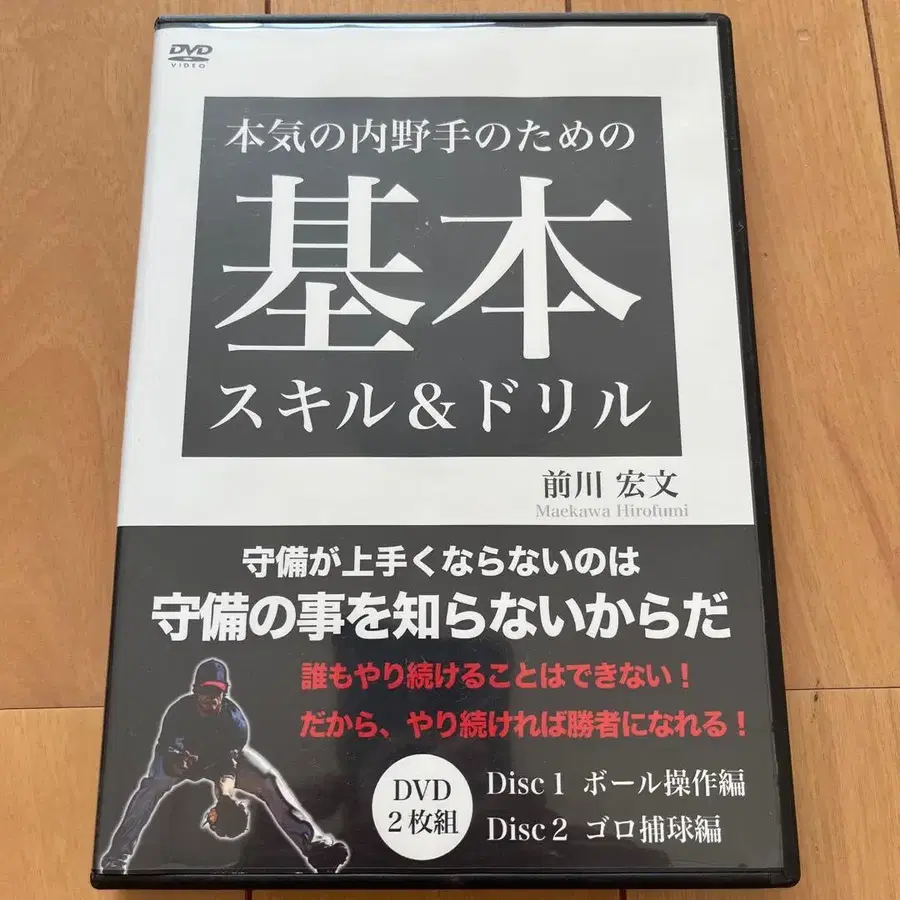 DVD
VIDEO
本気の内野手のための
基本
スキル＆ドリル
前川 宏文
Maekawa Hirofumi
守備が上手くならないのは
守備の事を知らないからだ
誰もやり続けることはできない！
だから、やり続ければ勝者になれる！
DVD
2枚組
Disc1 ボール操作編
Disc2 ゴロ捕球編